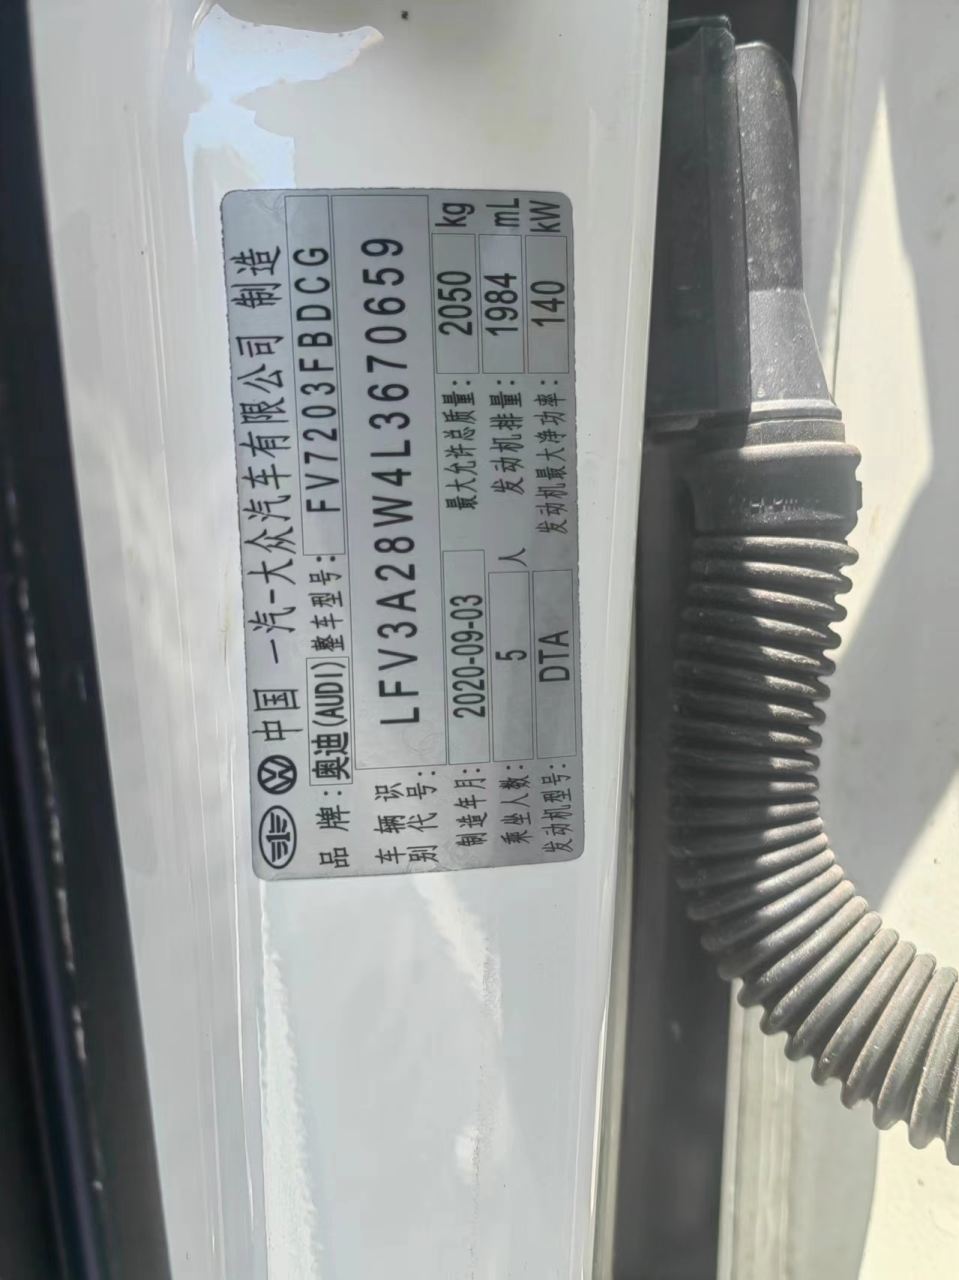 中国 一汽-大众汽车有限公司 制造
品牌: 奥迪(AUDI) 整车型号: FV7203FBDCG
车辆识别代号: LFV3A28W4L3670659
制造年月: 2020-09-03 最大允许总质量: 2050 kg
乘坐人数: 5 人 发动机排量: 1984 mL
发动机型号: DTA 发动机最大净功率: 140 kW